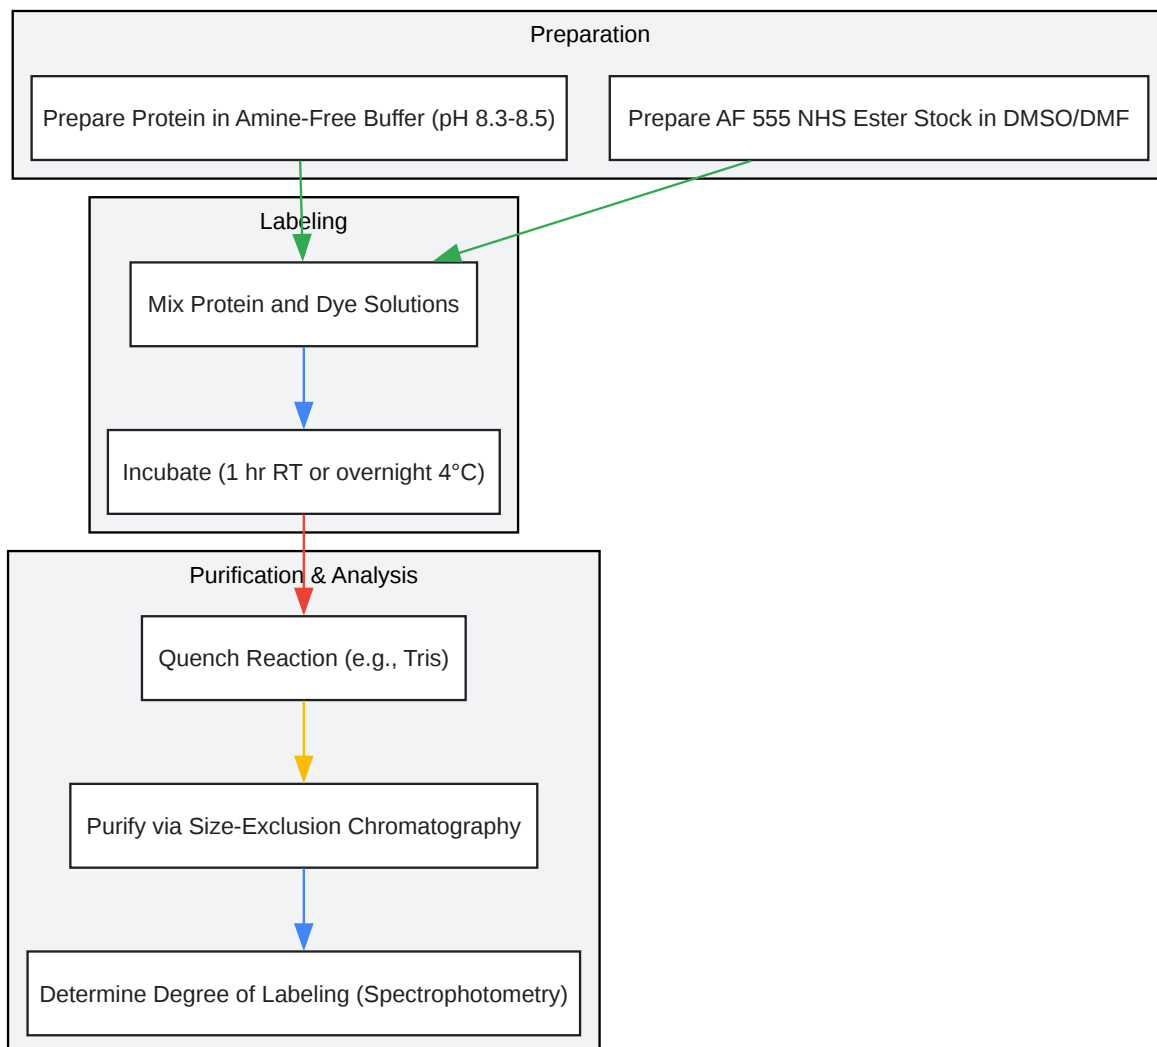 Preparation
Prepare Protein in Amine-Free Buffer (pH 8.3-8.5)
Prepare AF 555 NHS Ester Stock in DMSO/DMF
Labeling
Mix Protein and Dye Solutions
Incubate (1 hr RT or overnight 4°C)
Purification & Analysis
Quench Reaction (e.g., Tris)
Purify via Size-Exclusion Chromatography
Determine Degree of Labeling (Spectrophotometry)